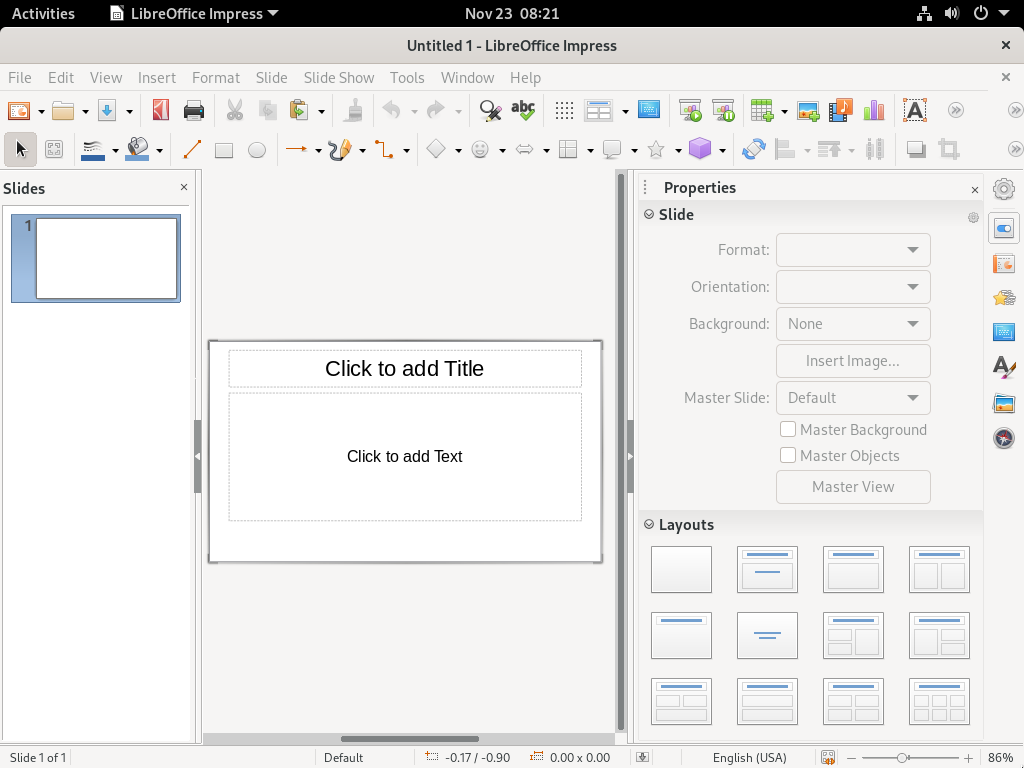 Activities LibreOffice Impress Nov 23 08:21
Untitled 1 - LibreOffice Impress
File Edit View Insert Format Slide Slide Show Tools Window Help
abc
A
Slides
1
Click to add Title
Click to add Text
Properties
Slide
Format:
Orientation:
Background: None
Insert Image...
Master Slide: Default
Master Background
Master Objects
Master View
Layouts
Slide 1 of 1 Default -0.17 / -0.90 0.00 x 0.00 English (USA) 86%